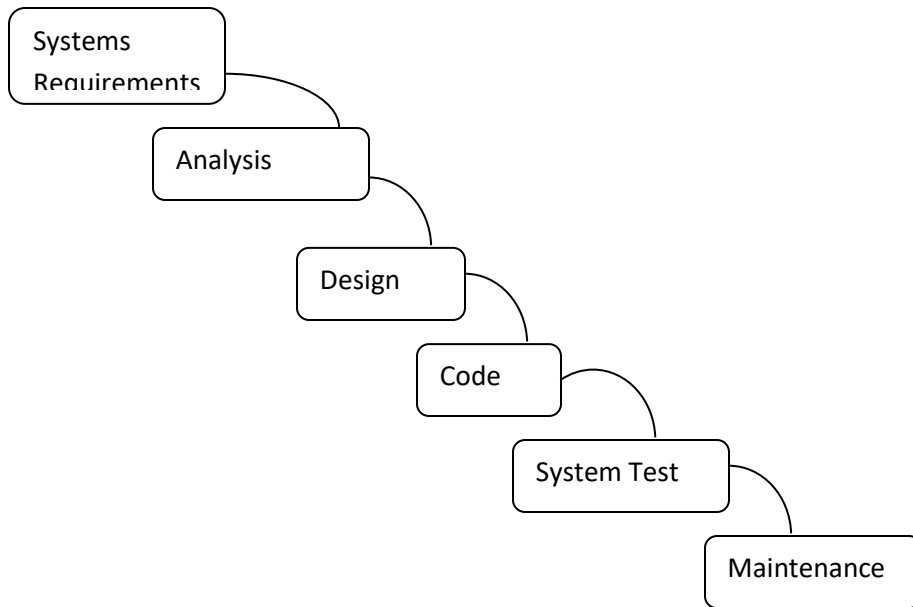 Systems
Requirements
Analysis
Design
Code
System Test
Maintenance